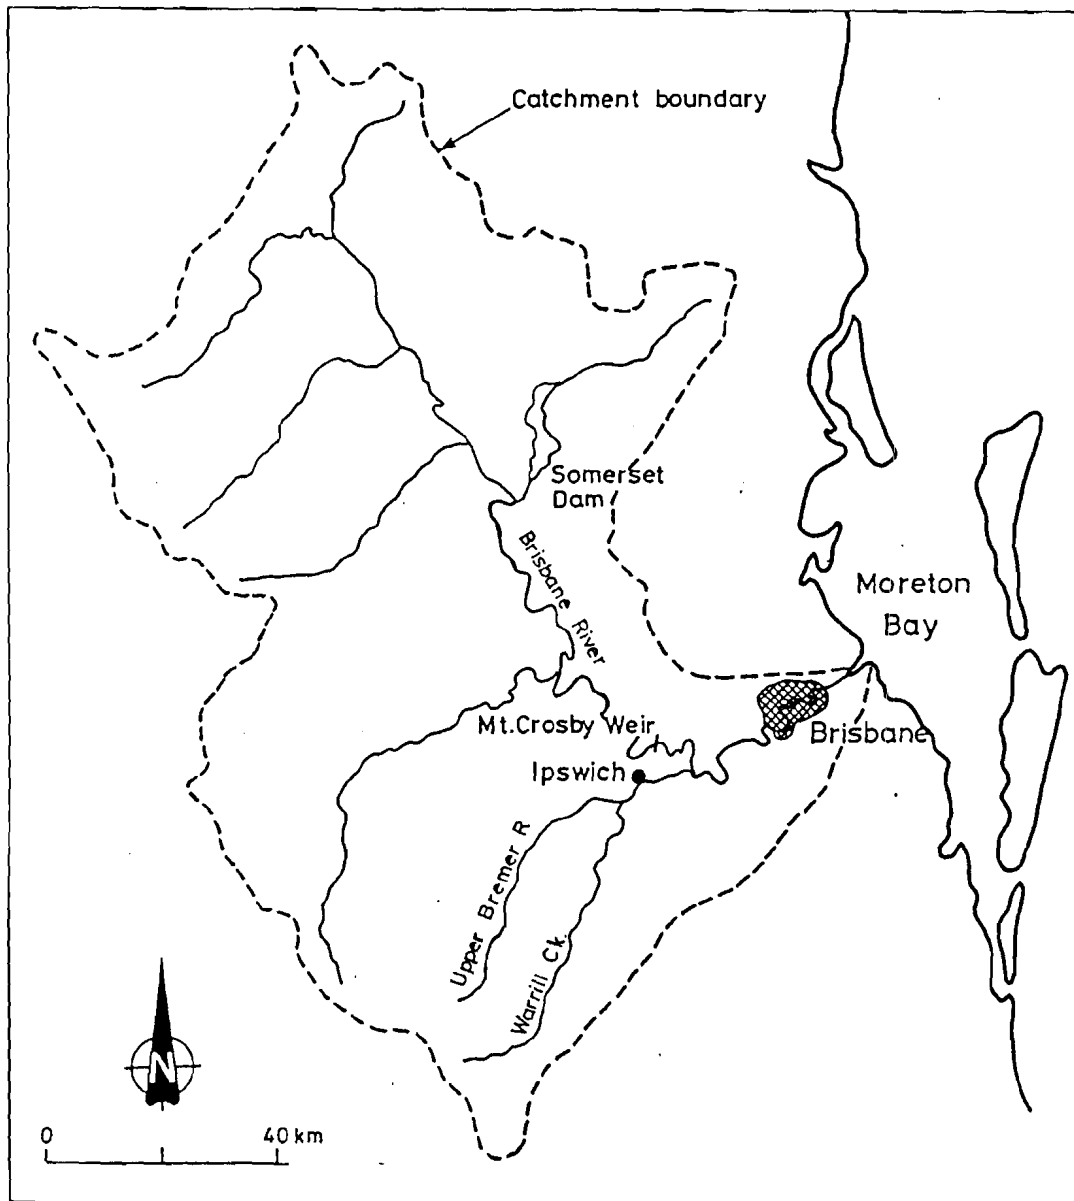 Catchment boundary
Somerset
Dam
Brisbane River
Moreton
Bay
Mt.Crosby Weir
Brisbane
Ipswich
Upper Bremer R
Warrill Ck.
N
0 40 km